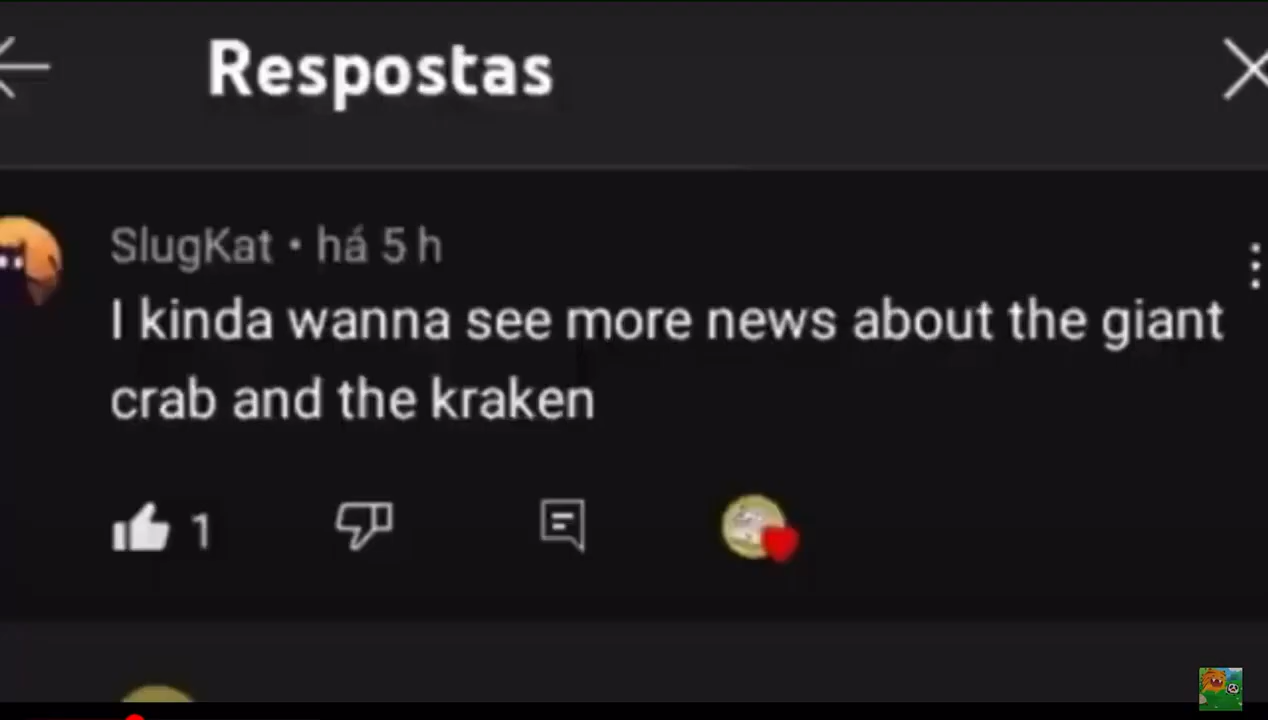 Respostas
SlugKat • há 5 h
I kinda wanna see more news about the giant
crab and the kraken
1